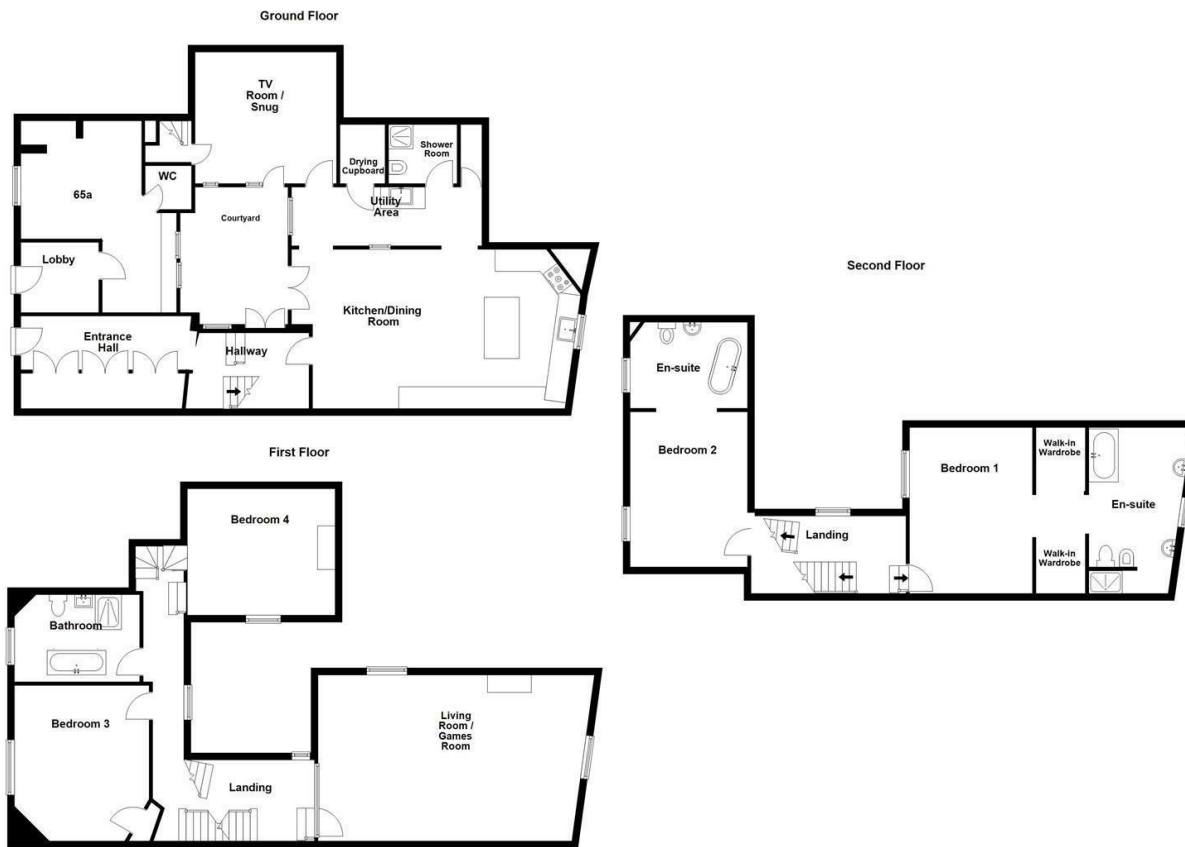 Ground Floor
TV
Room /
Snug
65a
WC
Drying
Cupboard
Shower
Room
Utility
Area
Courtyard
Lobby
Kitchen/Dining
Room
Entrance
Hall
Hallway
First Floor
Bedroom 4
Bathroom
Bedroom 3
Living
Room /
Games
Room
Landing
Second Floor
En-suite
Bedroom 2
Bedroom 1
Walk-in
Wardrobe
En-suite
Landing
Walk-in
Wardrobe